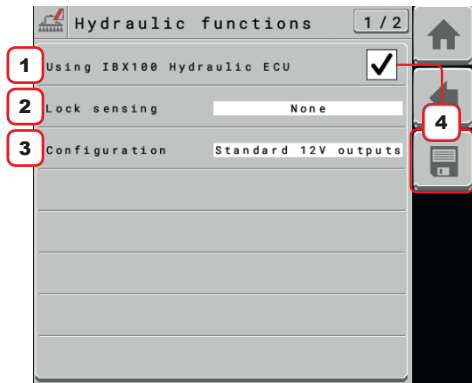 Hydraulic functions 1/2
1 Using IBX100 Hydraulic ECU
2 Lock sensing None
4
3 Configuration Standard 12V outputs